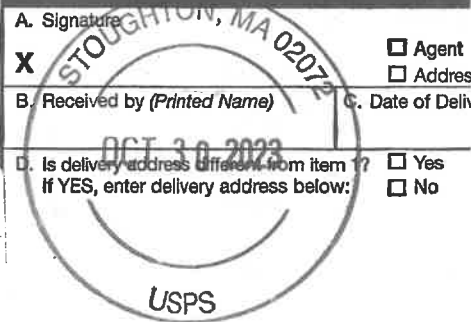 A. Signature
X
☐ Agent
☐ Addres
B. Received by (Printed Name)
C. Date of Deliv
D. Is delivery address different from item 1? ☐ Yes
If YES, enter delivery address below: ☐ No
STOUGHTON, MA 02072
OCT 30 2023
USPS